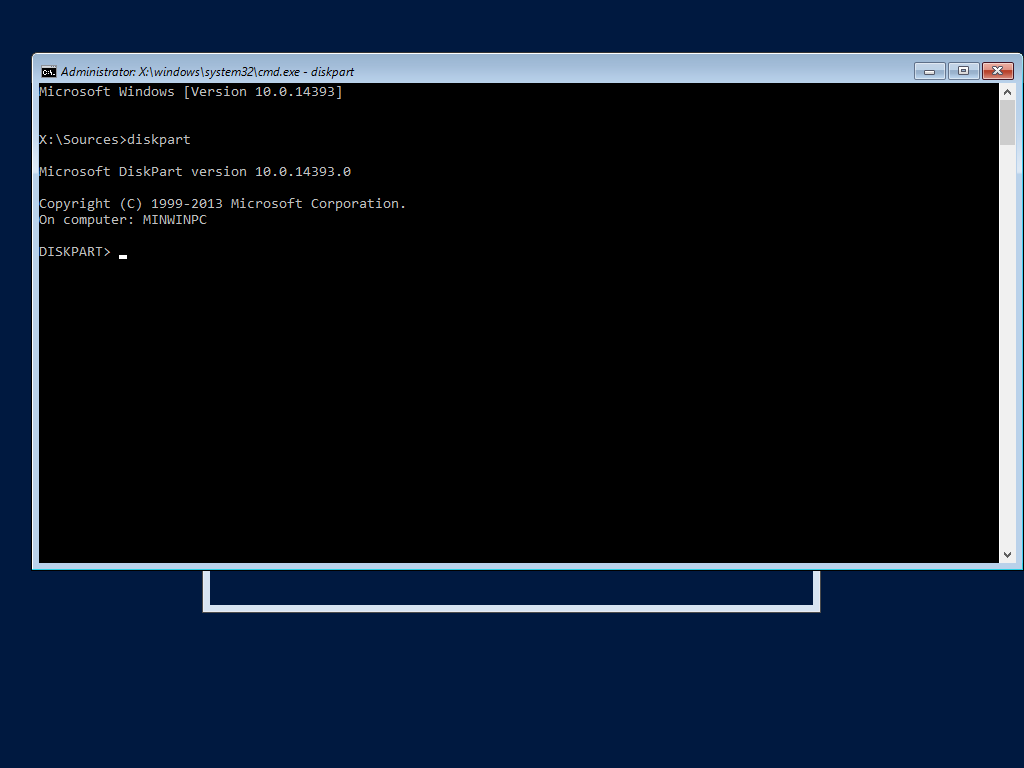 Administrator: X:\windows\system32\cmd.exe - diskpart
Microsoft Windows [Version 10.0.14393]
X:\Sources>diskpart
Microsoft DiskPart version 10.0.14393.0
Copyright (C) 1999-2013 Microsoft Corporation.
On computer: MINWINPC
DISKPART>